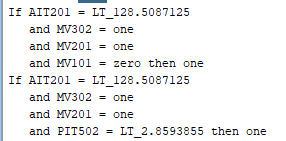 If AIT201 = LT_128.5087125
and MV302 = one
and MV201 = one
and MV101 = zero then one
If AIT201 = LT_128.5087125
and MV302 = one
and MV201 = one
and PIT502 = LT_2.8593855 then one